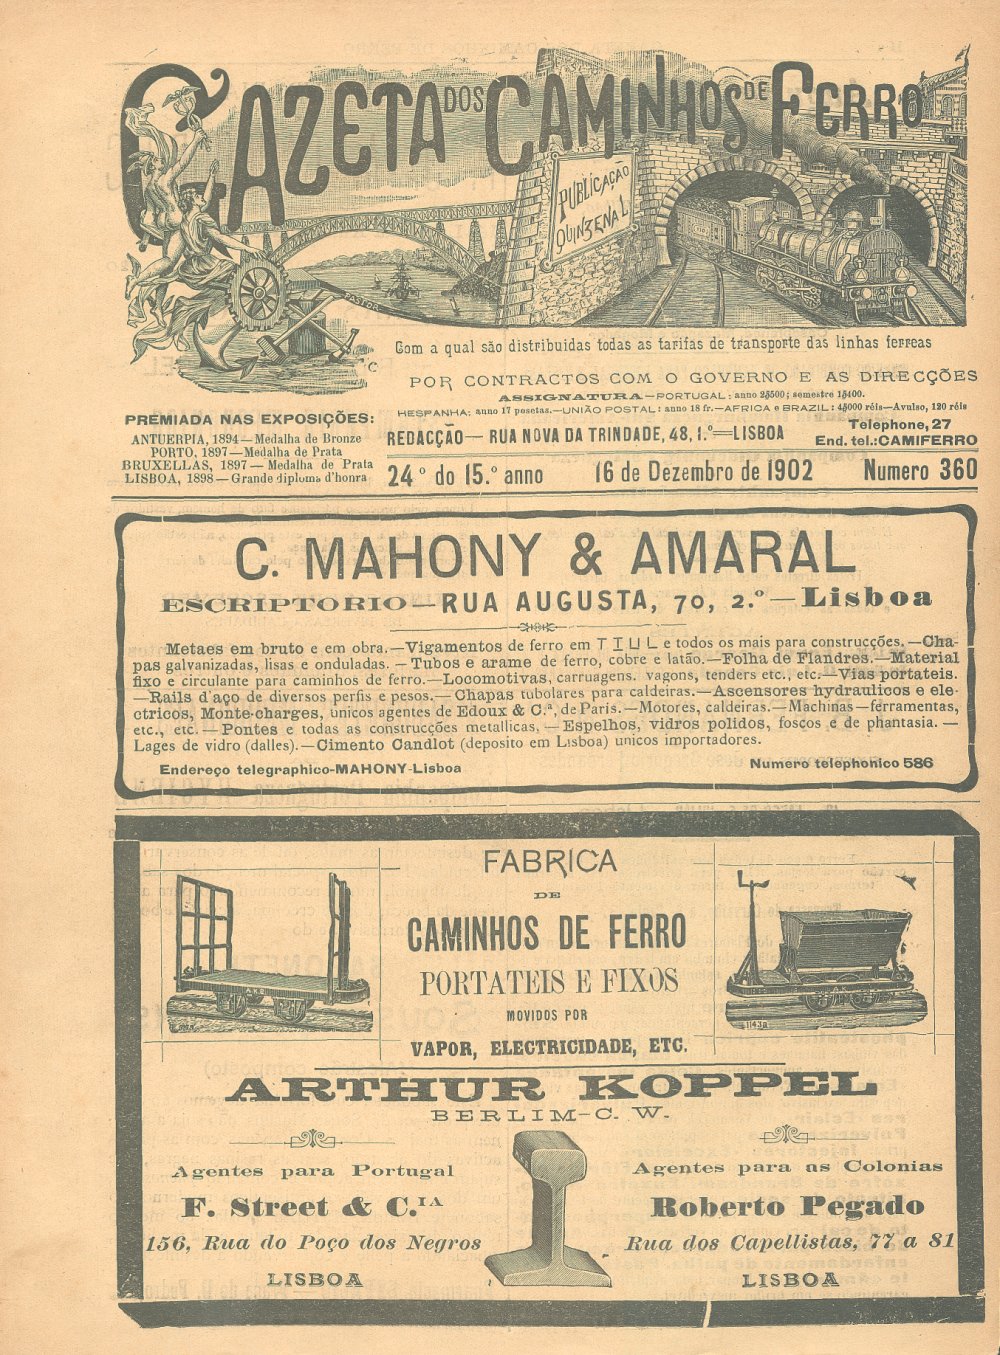 GAZETA DOS CAMINHOS DE FERRO
PUBLICAÇÃO
QUINZENAL
PASTOR
Com a qual são distribuidas todas as tarifas de transporte das linhas ferreas
POR CONTRACTOS COM O GOVERNO E AS DIRECÇÕES
ASSIGNATURA—PORTUGAL: anno 2$500; semestre 1$400.
HESPANHA: anno 17 pesetas.—UNIÃO POSTAL: anno 18 fr.—AFRICA e BRAZIL: 4$000 réis—Avulso, 120 réis
PREMIADA NAS EXPOSIÇÕES:
ANTUERPIA, 1894—Medalha de Bronze
PORTO, 1897—Medalha de Prata
BRUXELLAS, 1897—Medalha de Prata
LISBOA, 1898—Grande diploma d'honra
REDACÇÃO— RUA NOVA DA TRINDADE, 48, 1.º—LISBOA
Telephone, 27
End. tel.: CAMIFERRO
24.º do 15.º anno 16 de Dezembro de 1902 Numero 360
C. MAHONY & AMARAL
ESCRIPTORIO—RUA AUGUSTA, 70, 2.º—Lisboa
Metaes em bruto e em obra.—Vigamentos de ferro em T I U L e todos os mais para construcções.—Cha-
pas galvanizadas, lisas e onduladas.—Tubos e arame de ferro, cobre e latão.—Folha de Flandres.—Material
fixo e circulante para caminhos de ferro.—Locomotivas, carruagens, vagons, tenders etc., etc.—Vias portateis.
—Rails d'aço de diversos perfis e pesos.—Chapas tubolares para caldeiras.—Ascensores hydraulicos e ele-
ctricos, Monte-charges, unicos agentes de Edoux & C.ª, de Paris.—Motores, caldeiras.—Machinas—ferramentas,
etc., etc.—Pontes e todas as construcções metallicas.—Espelhos, vidros polidos, foscos e de phantasia.—
Lages de vidro (dalles).—Cimento Candlot (deposito em Lisboa) unicos importadores.
Endereço telegraphico-MAHONY-Lisboa Numero telephonico 586
FABRICA
DE
CAMINHOS DE FERRO
PORTATEIS E FIXOS
MOVIDOS POR
VAPOR, ELECTRICIDADE, ETC.
1143a
ARTHUR KOPPEL
BERLIM-C. W.
Agentes para Portugal
F. Street & C.IA
156, Rua do Poço dos Negros
LISBOA
Agentes para as Colonias
Roberto Pegado
Rua dos Capellistas, 77 a 81
LISBOA